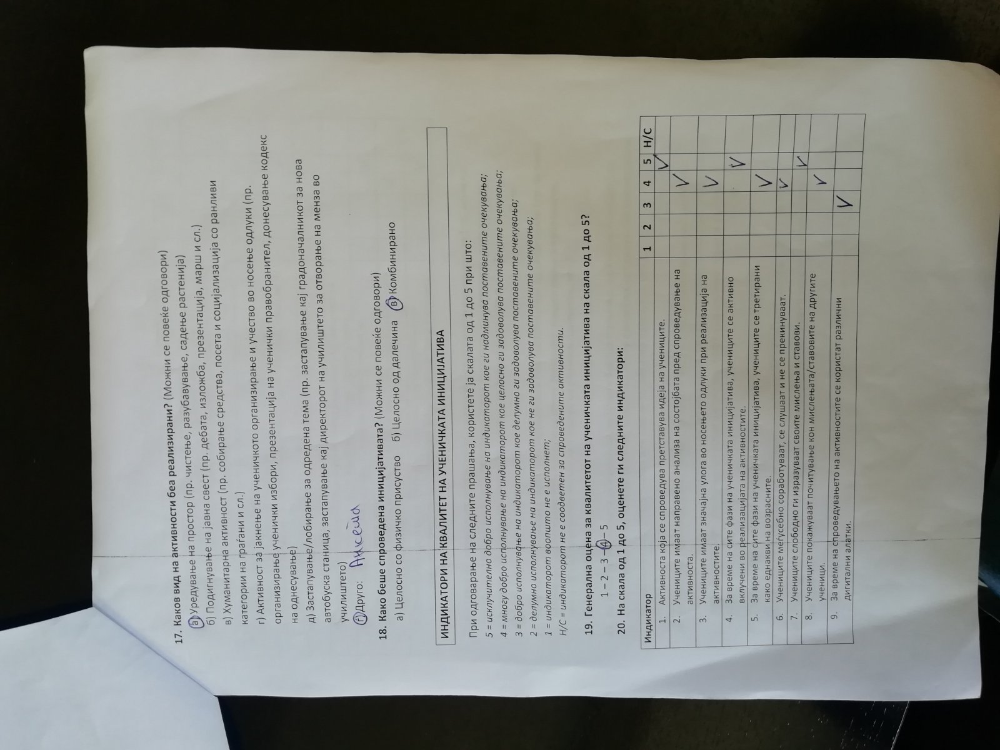 17. Каков вид на активности беа реализирани? (Можни се повеќе одговори)
а) Уредување на простор (пр. чистење, разубавување, садење растенија)
б) Подигнување на јавна свест (пр. дебата, изложба, презентација, марш и сл.)
в) Хуманитарна активност (пр. собирање средства, посета и социјализација со ранливи
категории на граѓани и сл.)
г) Активност за јакнење на ученичкото организирање и учество во носење одлуки (пр.
организирање ученички избори, презентација на ученички правобранител, донесување кодекс
на однесување)
д) Застапување/лобирање за одредена тема (пр. застапување кај градоначалникот за нова
автобуска станица, застапување кај директорот на училиштето за отворање на менза во
училиштето)
ѓ) Друго: Анкета
18. Како беше спроведена иницијативата? (Можни се повеќе одговори)
а) Целосно со физичко присуство б) Целосно од далечина в) Комбинирано
ИНДИКАТОРИ НА КВАЛИТЕТ НА УЧЕНИЧКАТА ИНИЦИЈАТИВА
При одговарање на следните прашања, користете ја скалата од 1 до 5 при што:
5 = исклучително добро исполнување на индикаторот кое ги надминува поставените очекувања;
4 = многу добро исполнување на индикаторот кое целосно ги задоволува поставените очекувања;
3 = добро исполнување на индикаторот кое делумно ги задоволува поставените очекувања;
2 = делумно исполнување на индикаторот кое не ги задоволува поставените очекувања;
1 = индикаторот воопшто не е исполнет;
Н/С = индикаторот не е соодветен за спроведените активности.
19. Генерална оцена за квалитетот на ученичката иницијатива на скала од 1 до 5?
1 – 2 – 3 – 4 – 5
20. На скала од 1 до 5, оценете ги следните индикатори:
Индикатор 1 2 3 4 5 Н/С
1. Активноста која се спроведува претставува идеја на учениците.
2. Учениците имаат направено анализа на состојбата пред спроведување на
активноста.
3. Учениците имаат значајна улога во носењето одлуки при реализација на
активностите.
4. За време на сите фази на ученичката иницијатива, учениците се активно
вклучени во реализацијата на активностите.
5. За време на сите фази на ученичката иницијатива, учениците се третирани
како еднакви на возрасните.
6. Учениците меѓусебно соработуваат, се слушаат и не се прекинуваат.
7. Учениците слободно ги изразуваат своите мислења и ставови.
8. Учениците покажуваат почитување кон мислењата/ставовите на другите
ученици.
9. За време на спроведувањето на активностите се користат различни
дигитални алатки.